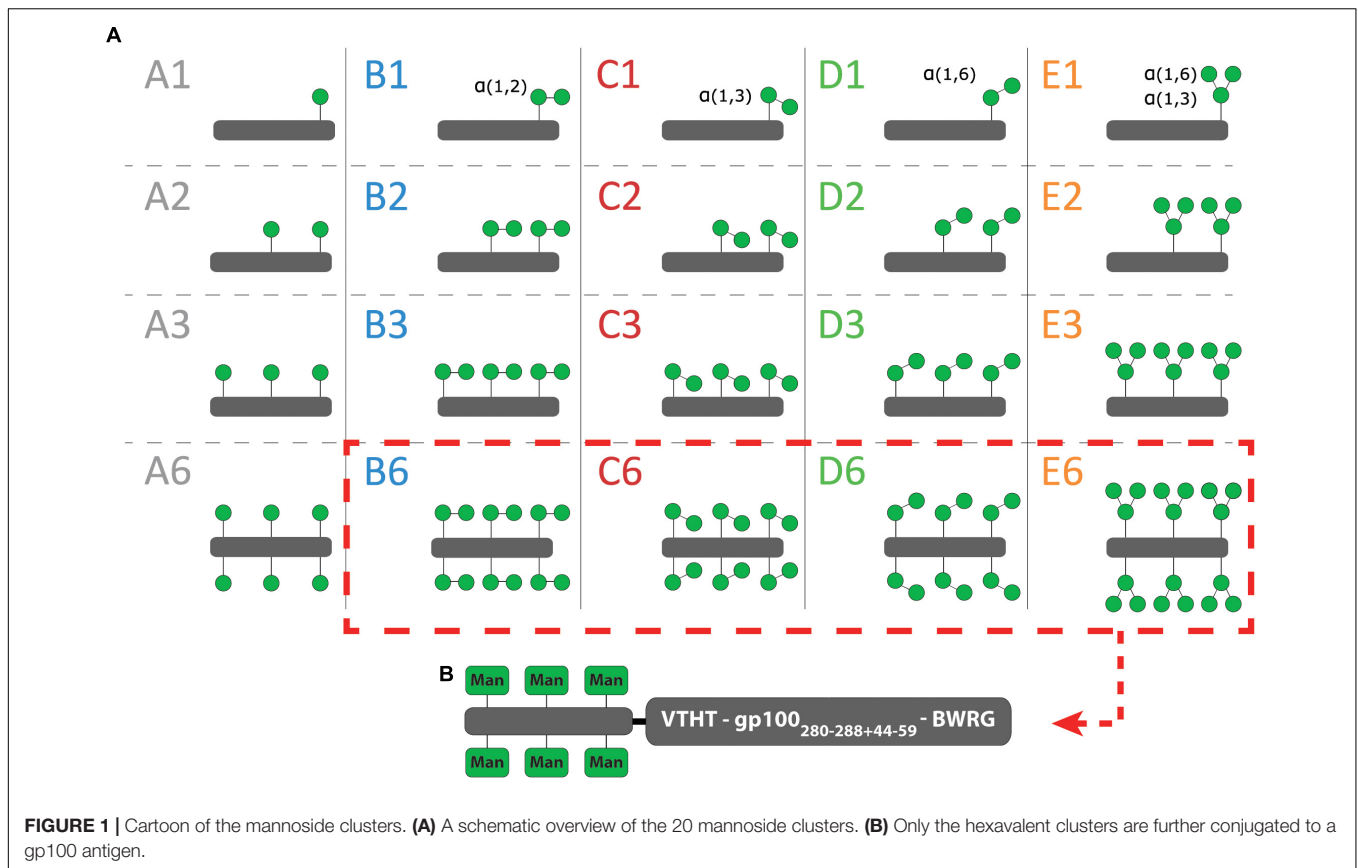 A
A1
B1
α(1,2)
C1
α(1,3)
D1
α(1,6)
E1
α(1,6)
α(1,3)
A2
B2
C2
D2
E2
A3
B3
C3
D3
E3
A6
B6
C6
D6
E6
B
Man Man Man
VTHT - gp100280-288+44-59 - BWRG
Man Man Man
FIGURE 1 | Cartoon of the mannoside clusters. (A) A schematic overview of the 20 mannoside clusters. (B) Only the hexavalent clusters are further conjugated to a
gp100 antigen.